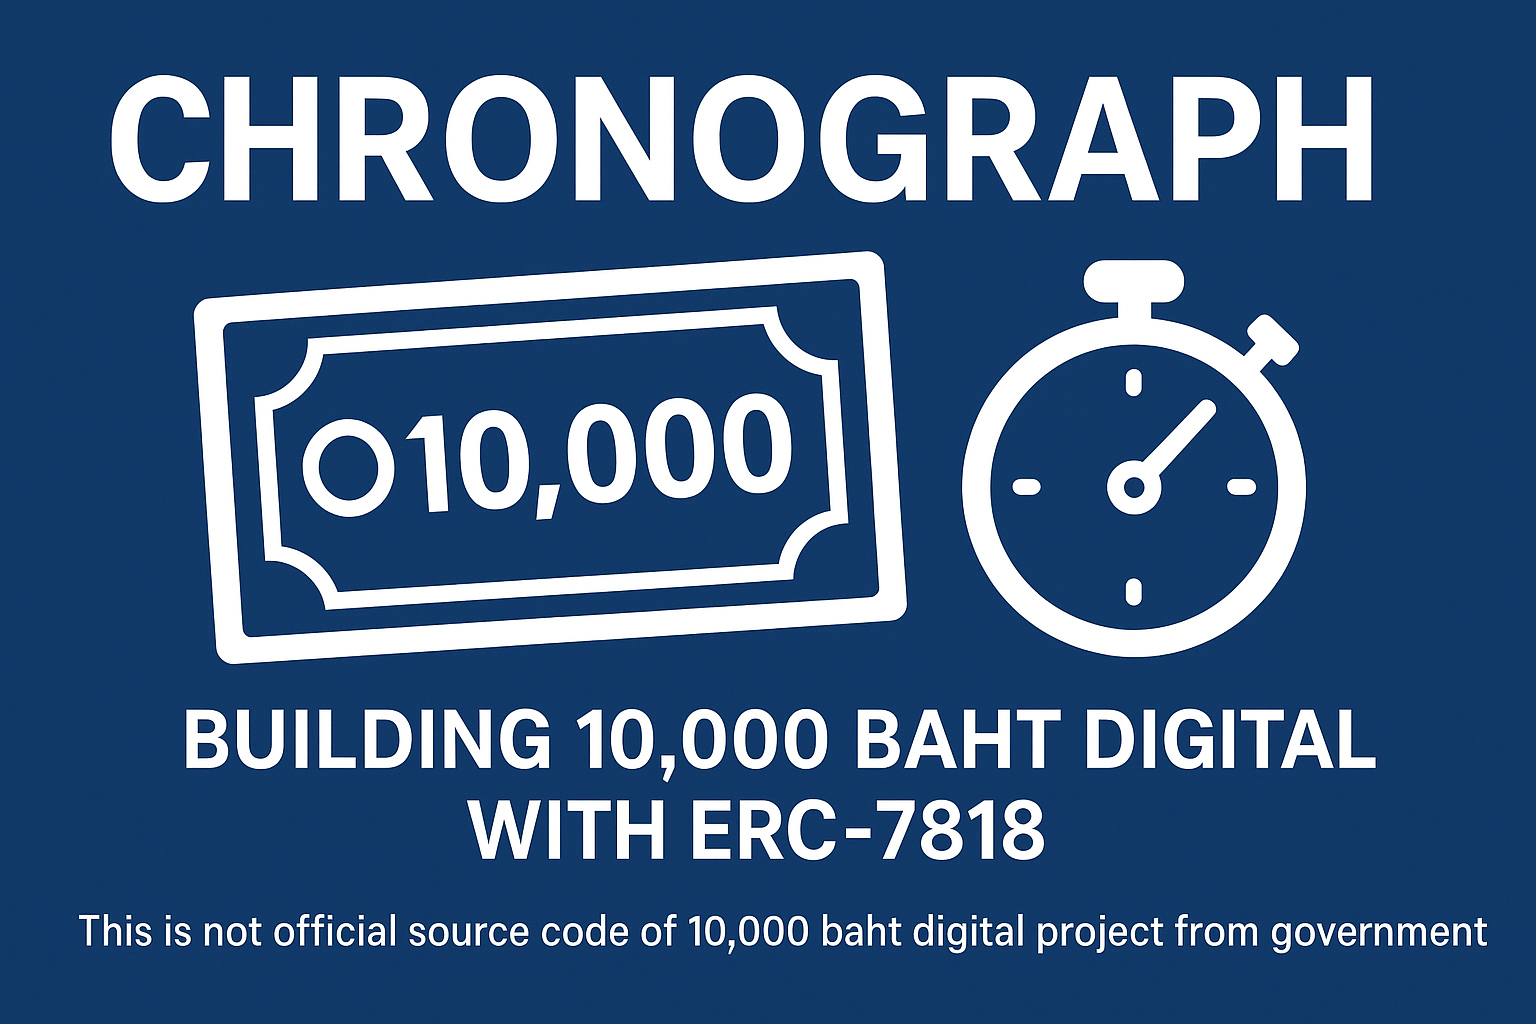 CHRONOGRAPH
10,000
BUILDING 10,000 BAHT DIGITAL
WITH ERC-7818
This is not official source code of 10,000 baht digital project from government